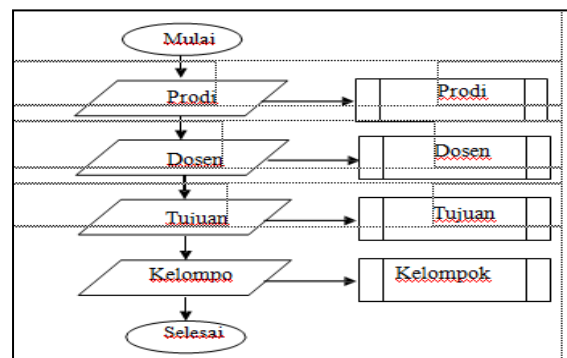 Mulai
Prodi Prodi
Dosen Dosen
Tujuan Tujuan
Kelompo Kelompok
Selesai